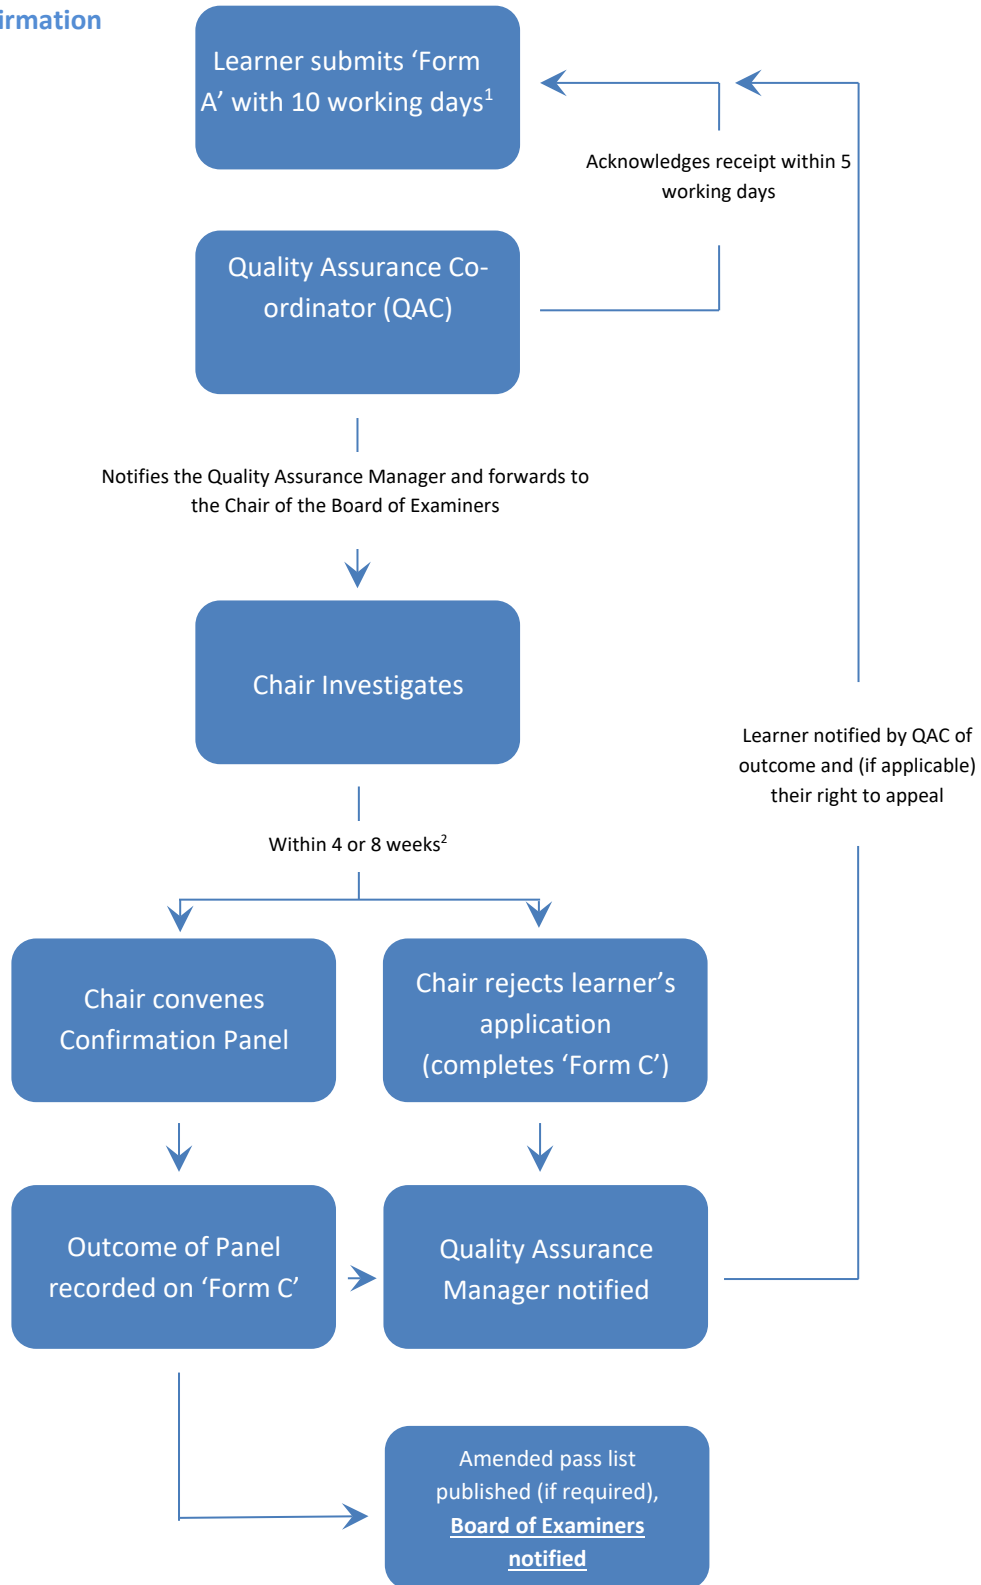 irmation
Learner submits ‘Form
A’ with 10 working days¹
Acknowledges receipt within 5
working days
Quality Assurance Co-
ordinator (QAC)
Notifies the Quality Assurance Manager and forwards to
the Chair of the Board of Examiners
Chair Investigates
Learner notified by QAC of
outcome and (if applicable)
their right to appeal
Within 4 or 8 weeks²
Chair convenes
Confirmation Panel
Chair rejects learner’s
application
(completes ‘Form C’)
Outcome of Panel
recorded on ‘Form C’
Quality Assurance
Manager notified
Amended pass list
published (if required),
Board of Examiners
notified